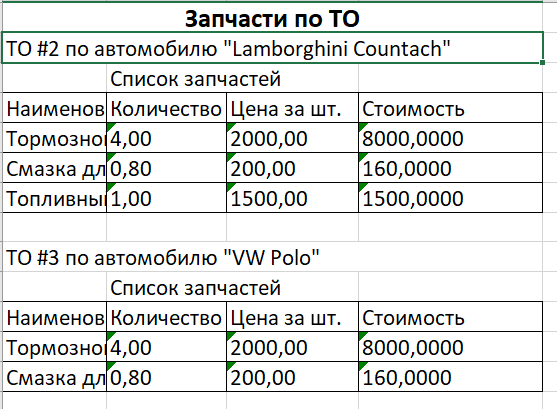 Запчасти по ТО
ТО #2 по автомобилю "Lamborghini Countach"
Список запчастей
Наименов Количество Цена за шт. Стоимость
Тормозно 4,00 2000,00 8000,0000
Смазка дл 0,80 200,00 160,0000
Топливны 1,00 1500,00 1500,0000
ТО #3 по автомобилю "VW Polo"
Список запчастей
Наименов Количество Цена за шт. Стоимость
Тормозно 4,00 2000,00 8000,0000
Смазка дл 0,80 200,00 160,0000